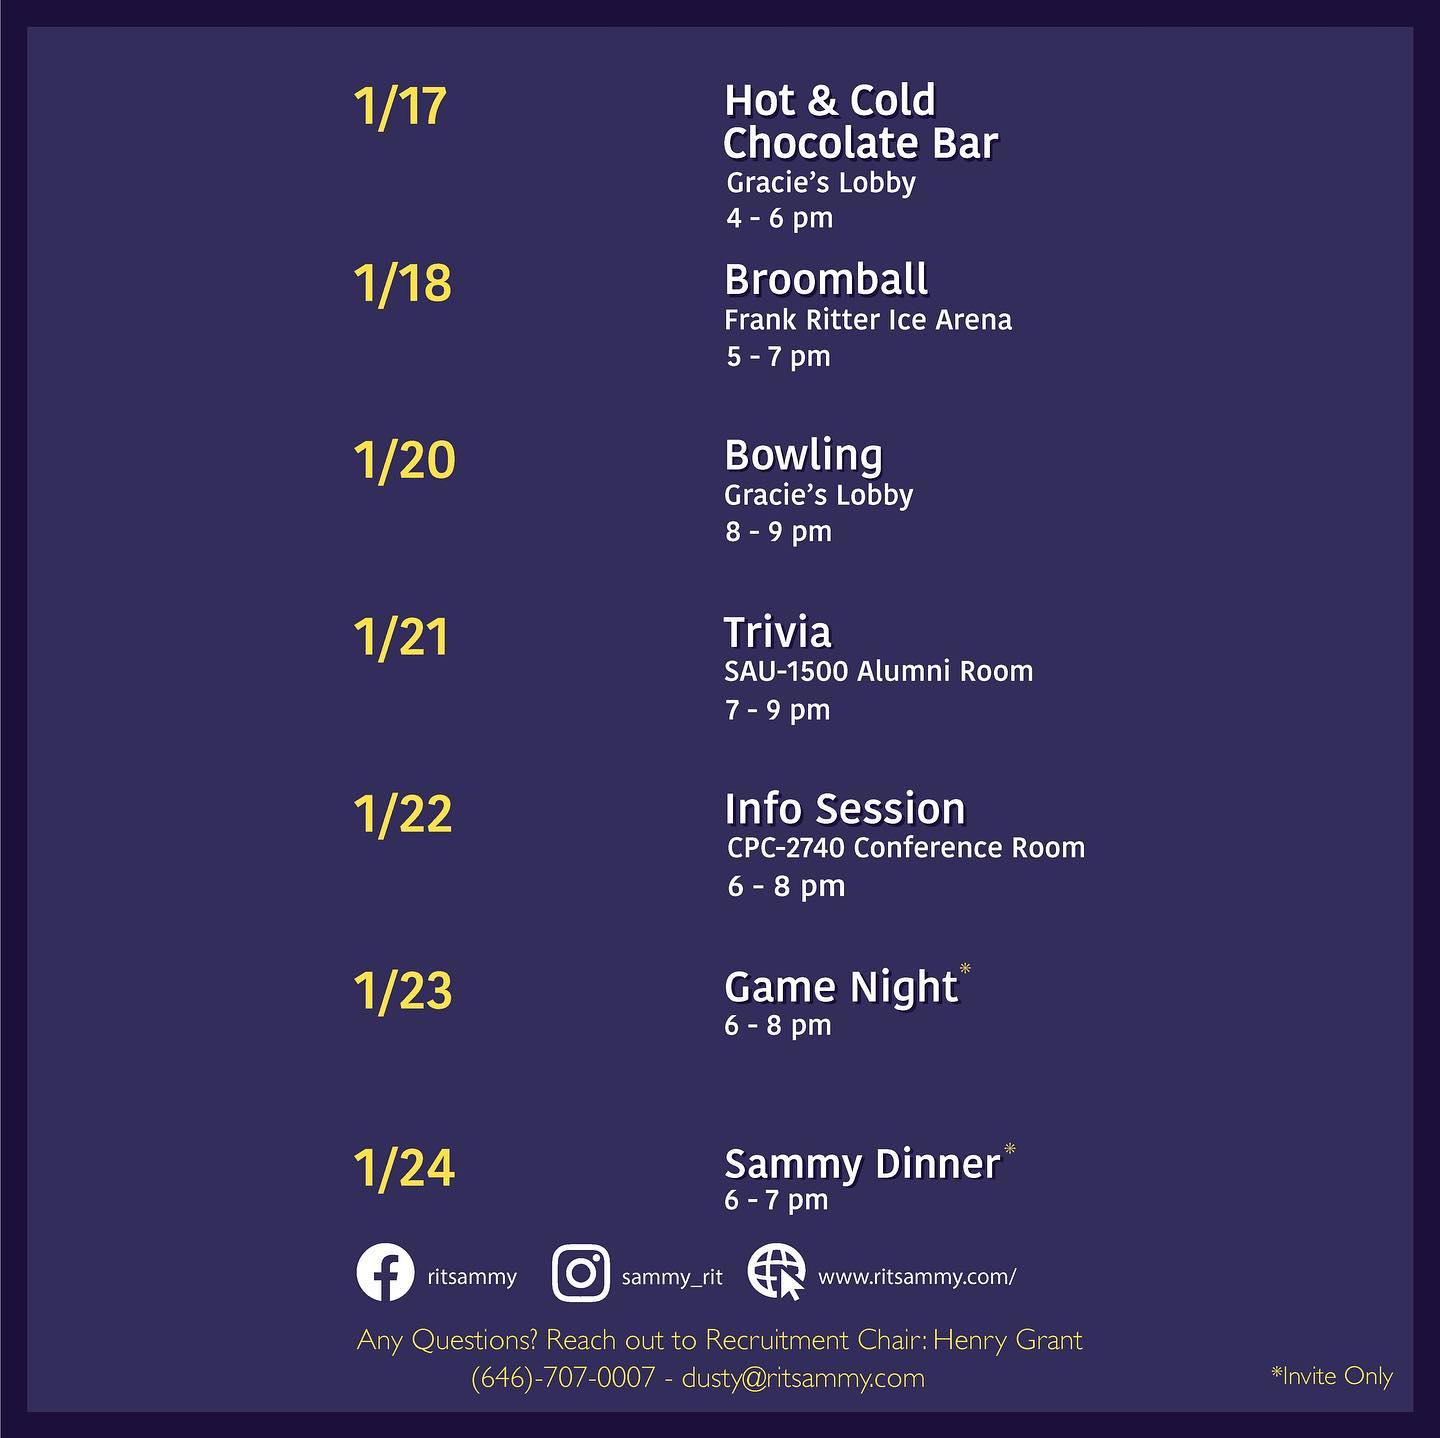 1/17
Hot & Cold
Chocolate Bar
Gracie’s Lobby
4 - 6 pm
1/18
Broomball
Frank Ritter Ice Arena
5 - 7 pm
1/20
Bowling
Gracie’s Lobby
8 - 9 pm
1/21
Trivia
SAU-1500 Alumni Room
7 - 9 pm
1/22
Info Session
CPC-2740 Conference Room
6 - 8 pm
1/23
Game Night*
6 - 8 pm
1/24
Sammy Dinner*
6 - 7 pm
ritsammy sammy_rit www.ritsammy.com/
Any Questions? Reach out to Recruitment Chair: Henry Grant
(646)-707-0007 - dusty@ritsammy.com
*Invite Only